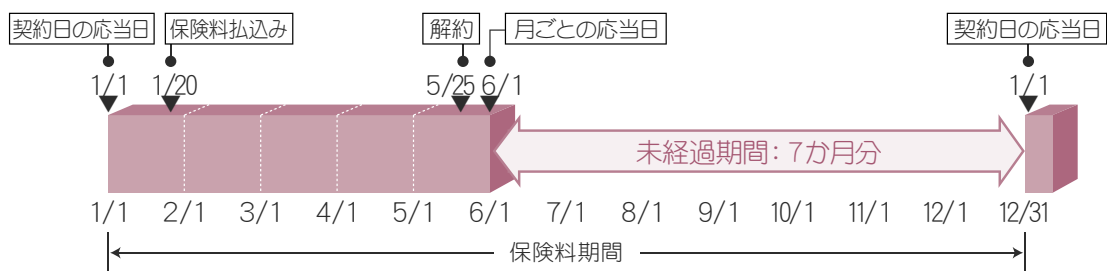 契約日の応当日 保険料払込み 解約 月ごとの応当日 契約日の応当日
1/1 1/20 5/25 6/1 1/1
未経過期間：7か月分
1/1 2/1 3/1 4/1 5/1 6/1 7/1 8/1 9/1 10/1 11/1 12/1 12/31
保険料期間